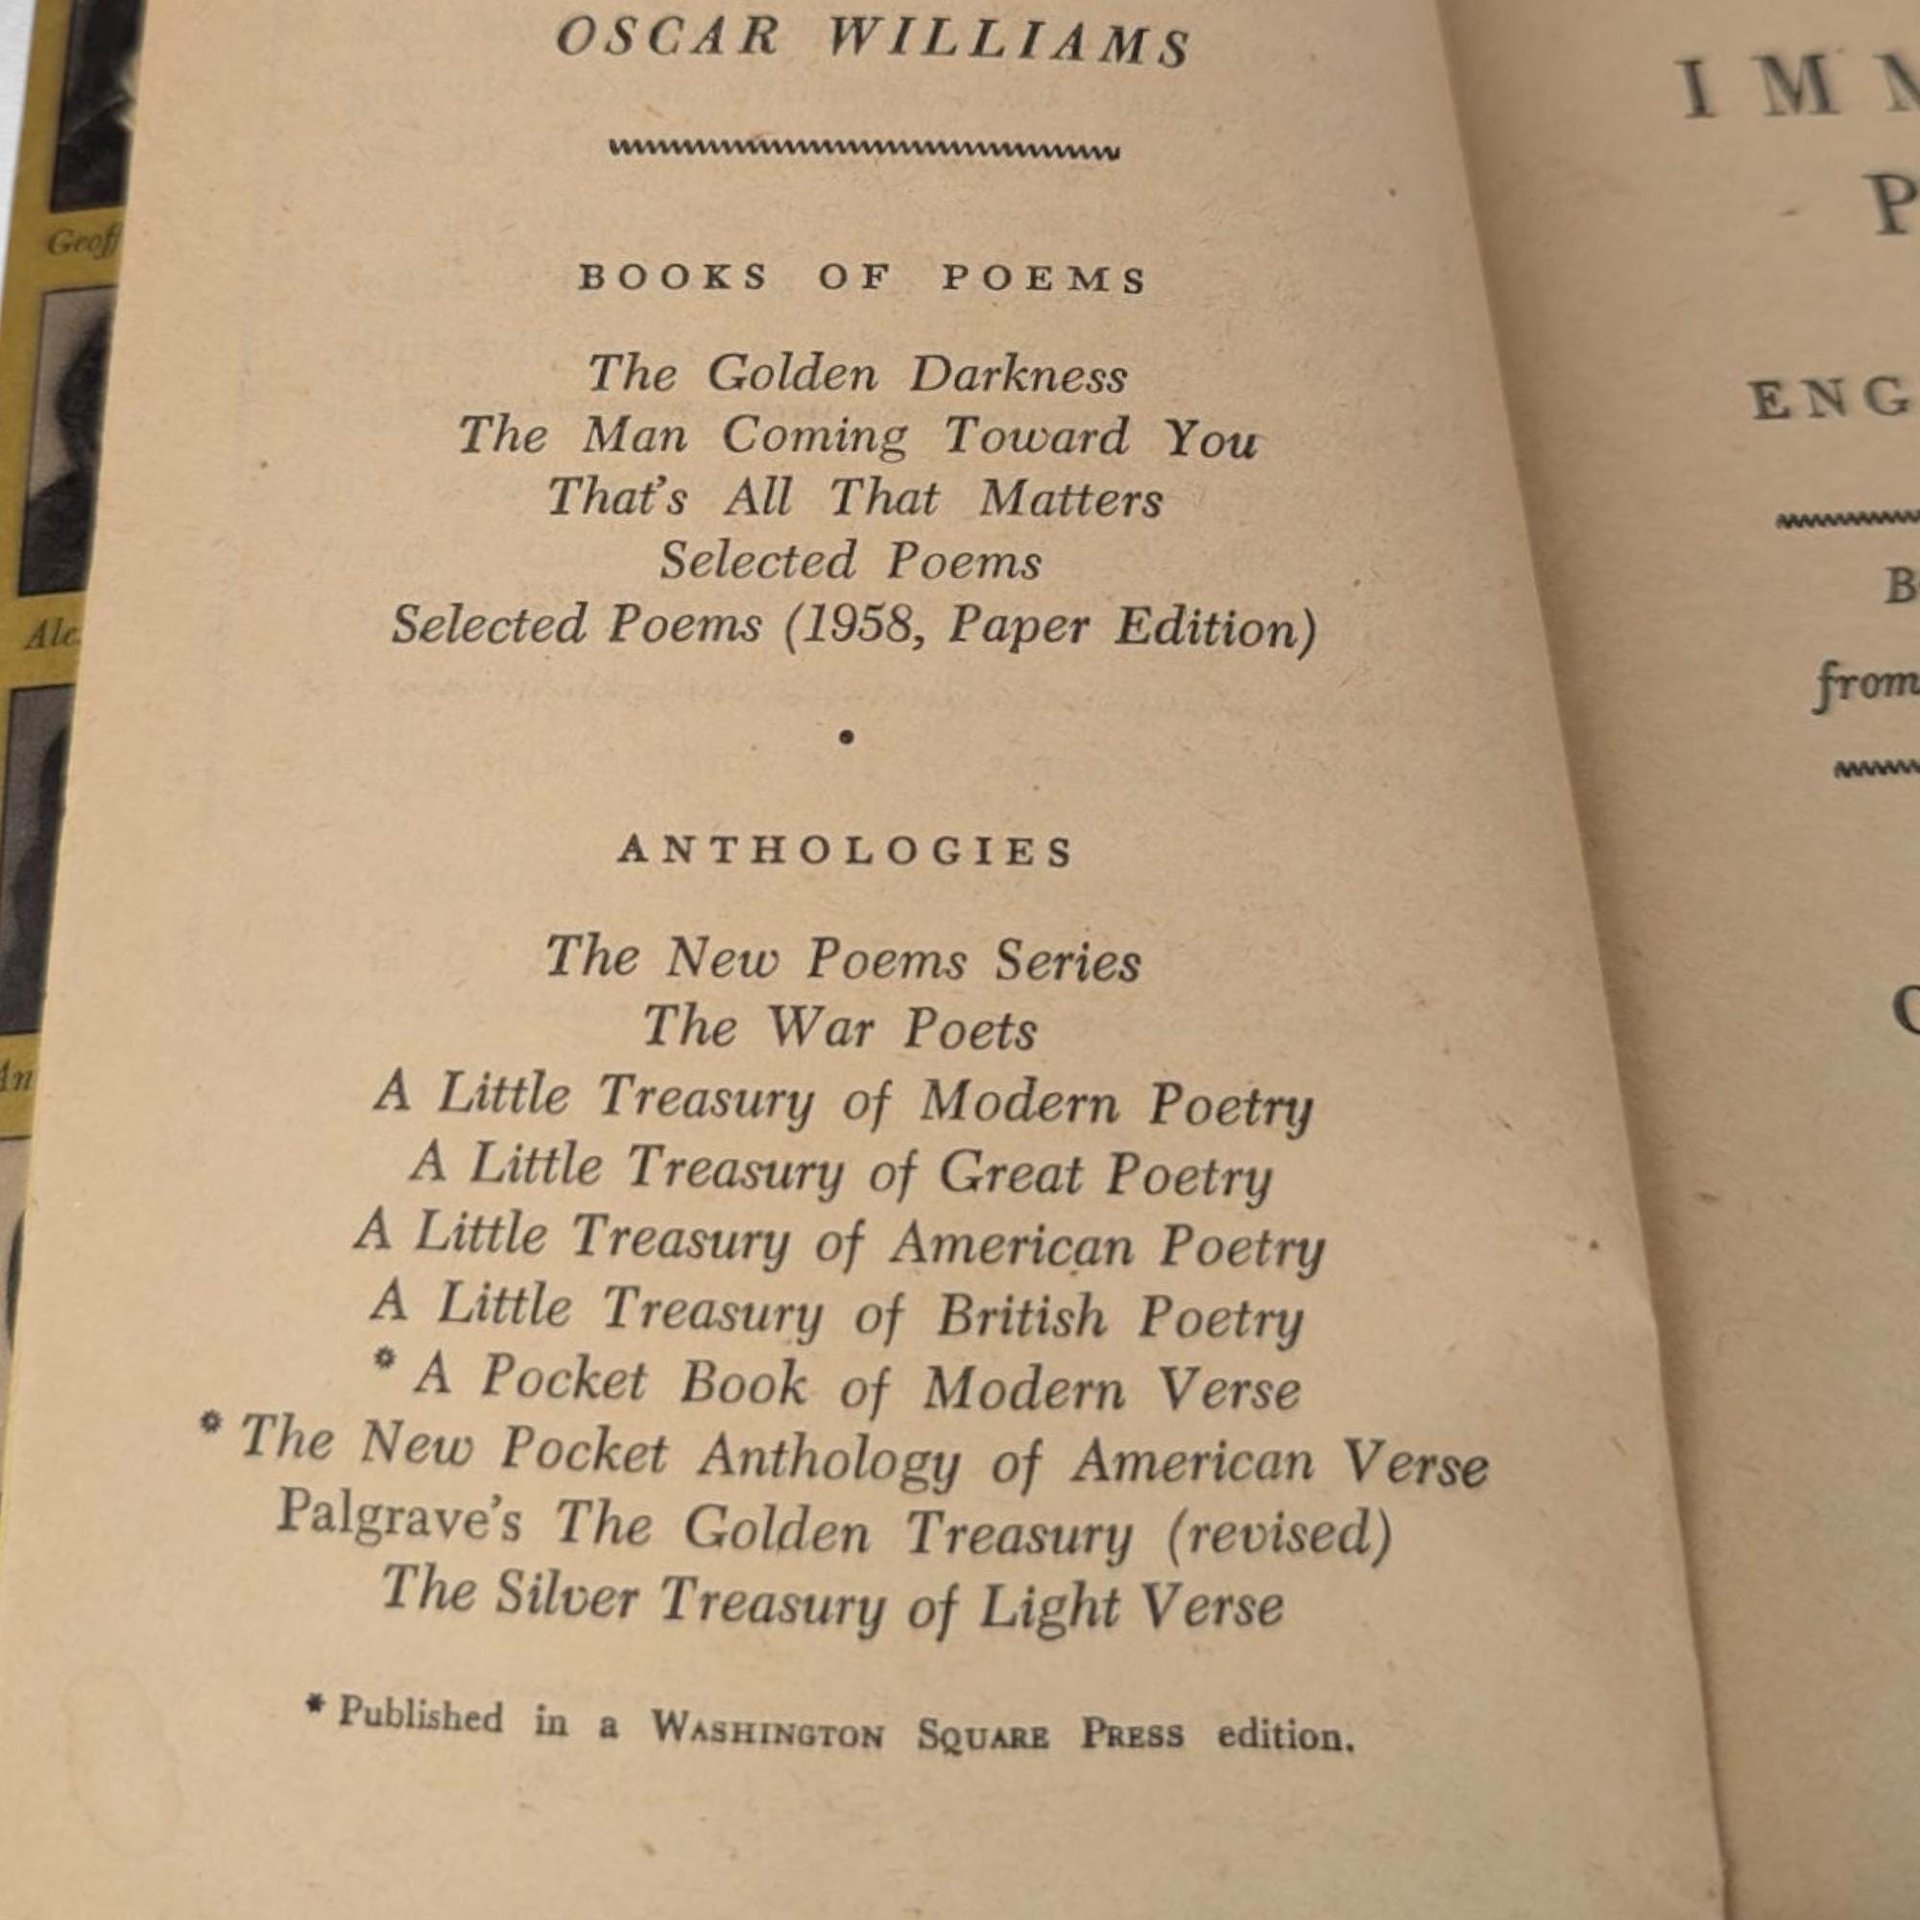 OSCAR WILLIAMS
BOOKS OF POEMS
The Golden Darkness
The Man Coming Toward You
That's All That Matters
Selected Poems
Selected Poems (1958, Paper Edition)
•
ANTHOLOGIES
The New Poems Series
The War Poets
A Little Treasury of Modern Poetry
A Little Treasury of Great Poetry
A Little Treasury of American Poetry
A Little Treasury of British Poetry
* A Pocket Book of Modern Verse
* The New Pocket Anthology of American Verse
Palgrave's The Golden Treasury (revised)
The Silver Treasury of Light Verse
* Published in a WASHINGTON SQUARE PRESS edition.
ENG
from